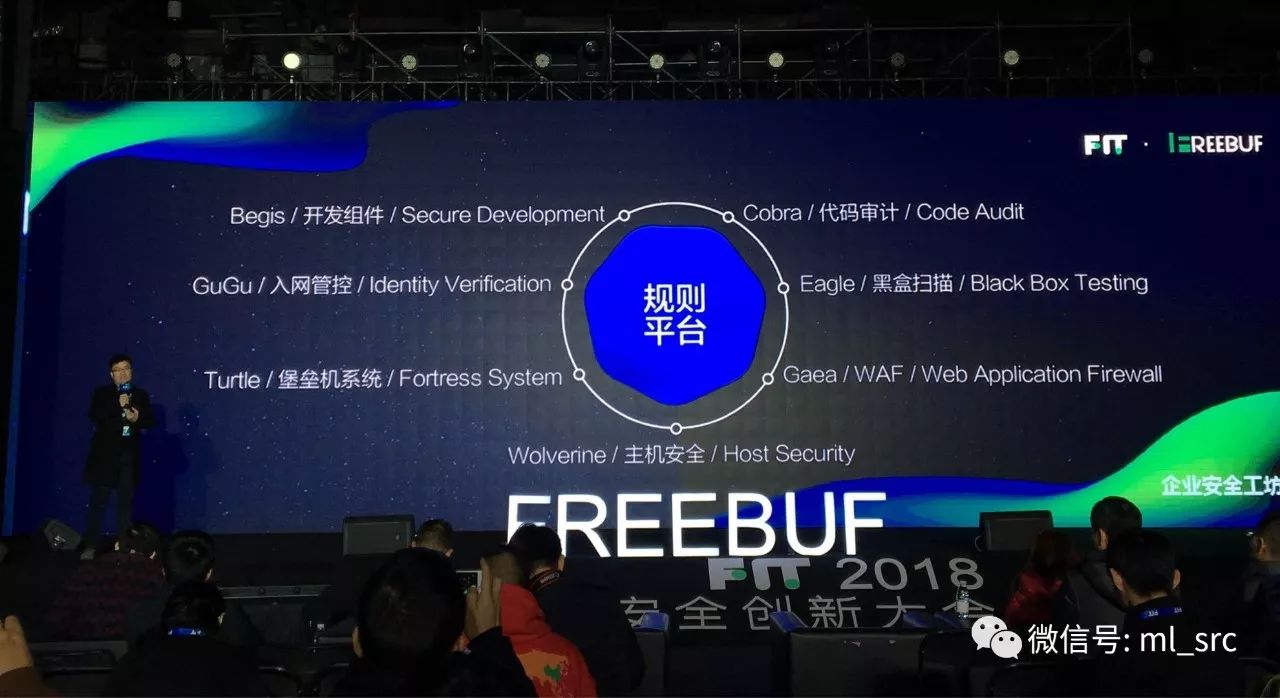 FIT · FREEBUF
Begis / 开发组件 / Secure Development
Cobra / 代码审计 / Code Audit
GuGu / 入网管控 / Identity Verification
Eagle / 黑盒扫描 / Black Box Testing
规则
平台
Turtle / 堡垒机系统 / Fortress System
Gaea / WAF / Web Application Firewall
Wolverine / 主机安全 / Host Security
企业安全工坊
FREEBUF
FIT 2018
安全创新大会
微信号: ml_src